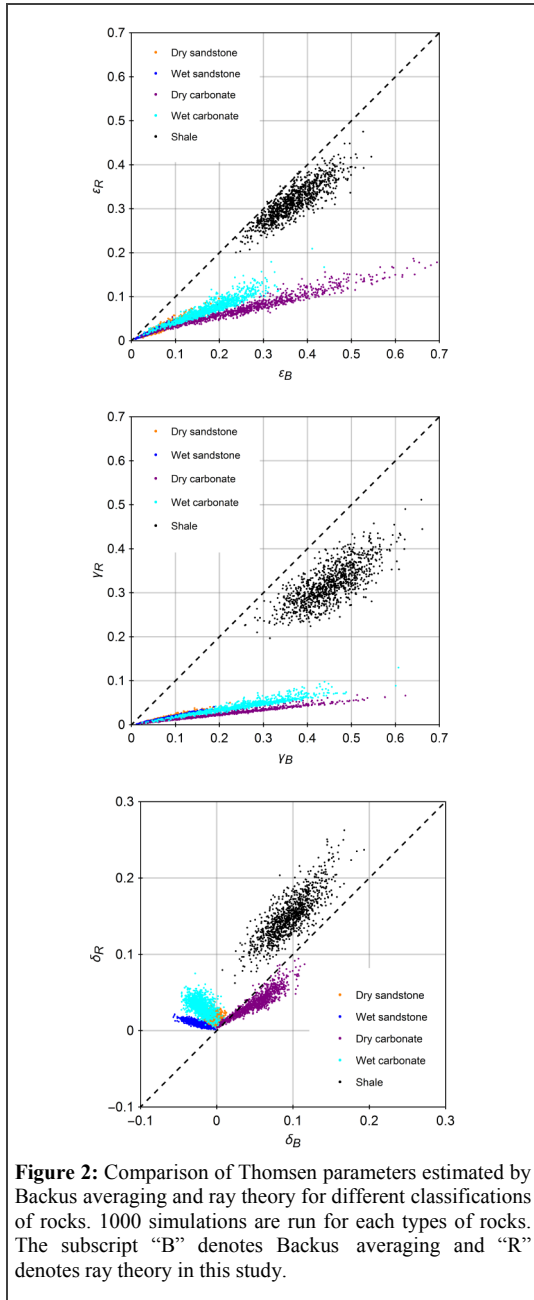 0.7
Dry sandstone
Wet sandstone
Dry carbonate
Wet carbonate
Shale
0.6
0.5
0.4
0.3
0.2
0.1
0
εR
0 0.1 0.2 0.3 0.4 0.5 0.6 0.7
εB
0.7
Dry sandstone
Wet sandstone
Dry carbonate
Wet carbonate
Shale
0.6
0.5
0.4
0.3
0.2
0.1
0
γR
0 0.1 0.2 0.3 0.4 0.5 0.6 0.7
γB
0.3
0.2
0.1
0
−0.1
δR
Dry sandstone
Wet sandstone
Dry carbonate
Wet carbonate
Shale
−0.1 0 0.1 0.2 0.3
δB
Figure 2: Comparison of Thomsen parameters estimated by
Backus averaging and ray theory for different classifications
of rocks. 1000 simulations are run for each types of rocks.
The subscript “B” denotes Backus averaging and “R”
denotes ray theory in this study.